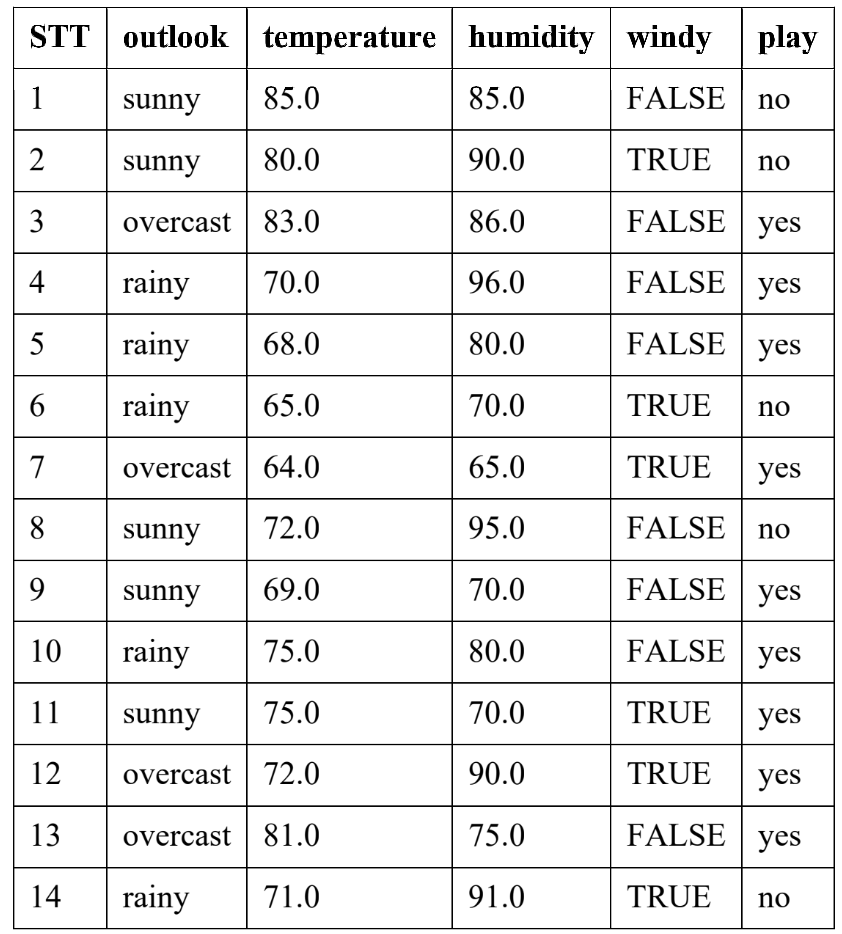 STT outlook temperature humidity windy play
1 sunny 85.0 85.0 FALSE no
2 sunny 80.0 90.0 TRUE no
3 overcast 83.0 86.0 FALSE yes
4 rainy 70.0 96.0 FALSE yes
5 rainy 68.0 80.0 FALSE yes
6 rainy 65.0 70.0 TRUE no
7 overcast 64.0 65.0 TRUE yes
8 sunny 72.0 95.0 FALSE no
9 sunny 69.0 70.0 FALSE yes
10 rainy 75.0 80.0 FALSE yes
11 sunny 75.0 70.0 TRUE yes
12 overcast 72.0 90.0 TRUE yes
13 overcast 81.0 75.0 FALSE yes
14 rainy 71.0 91.0 TRUE no